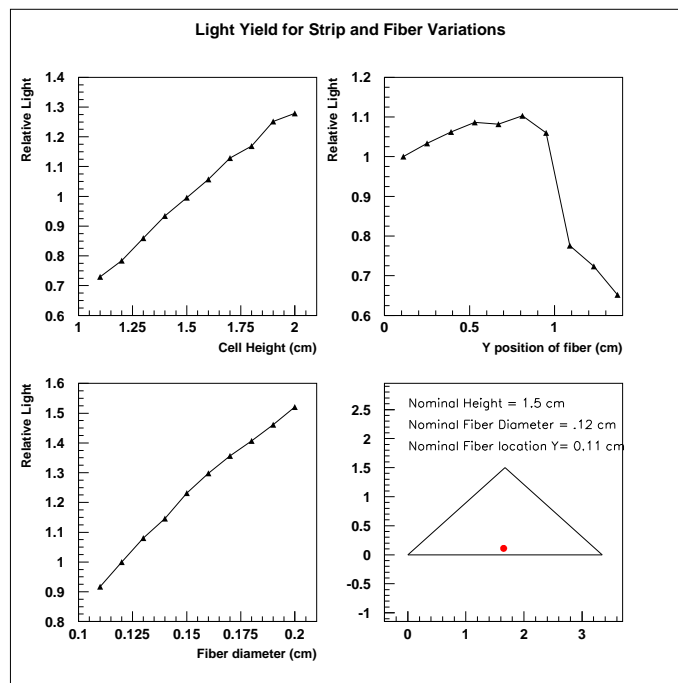 Light Yield for Strip and Fiber Variations
Relative Light
1.4
1.3
1.2
1.1
1
0.9
0.8
0.7
0.6
1 1.25 1.5 1.75 2
Cell Height (cm)
Relative Light
1.2
1.1
1
0.9
0.8
0.7
0.6
0 0.5 1
Y position of fiber (cm)
Relative Light
1.6
1.5
1.4
1.3
1.2
1.1
1
0.9
0.8
0.1 0.125 0.15 0.175 0.2
Fiber diameter (cm)
Nominal Height = 1.5 cm
Nominal Fiber Diameter = .12 cm
Nominal Fiber location Y= 0.11 cm
2.5
2
1.5
1
0.5
0
-0.5
-1
0 1 2 3